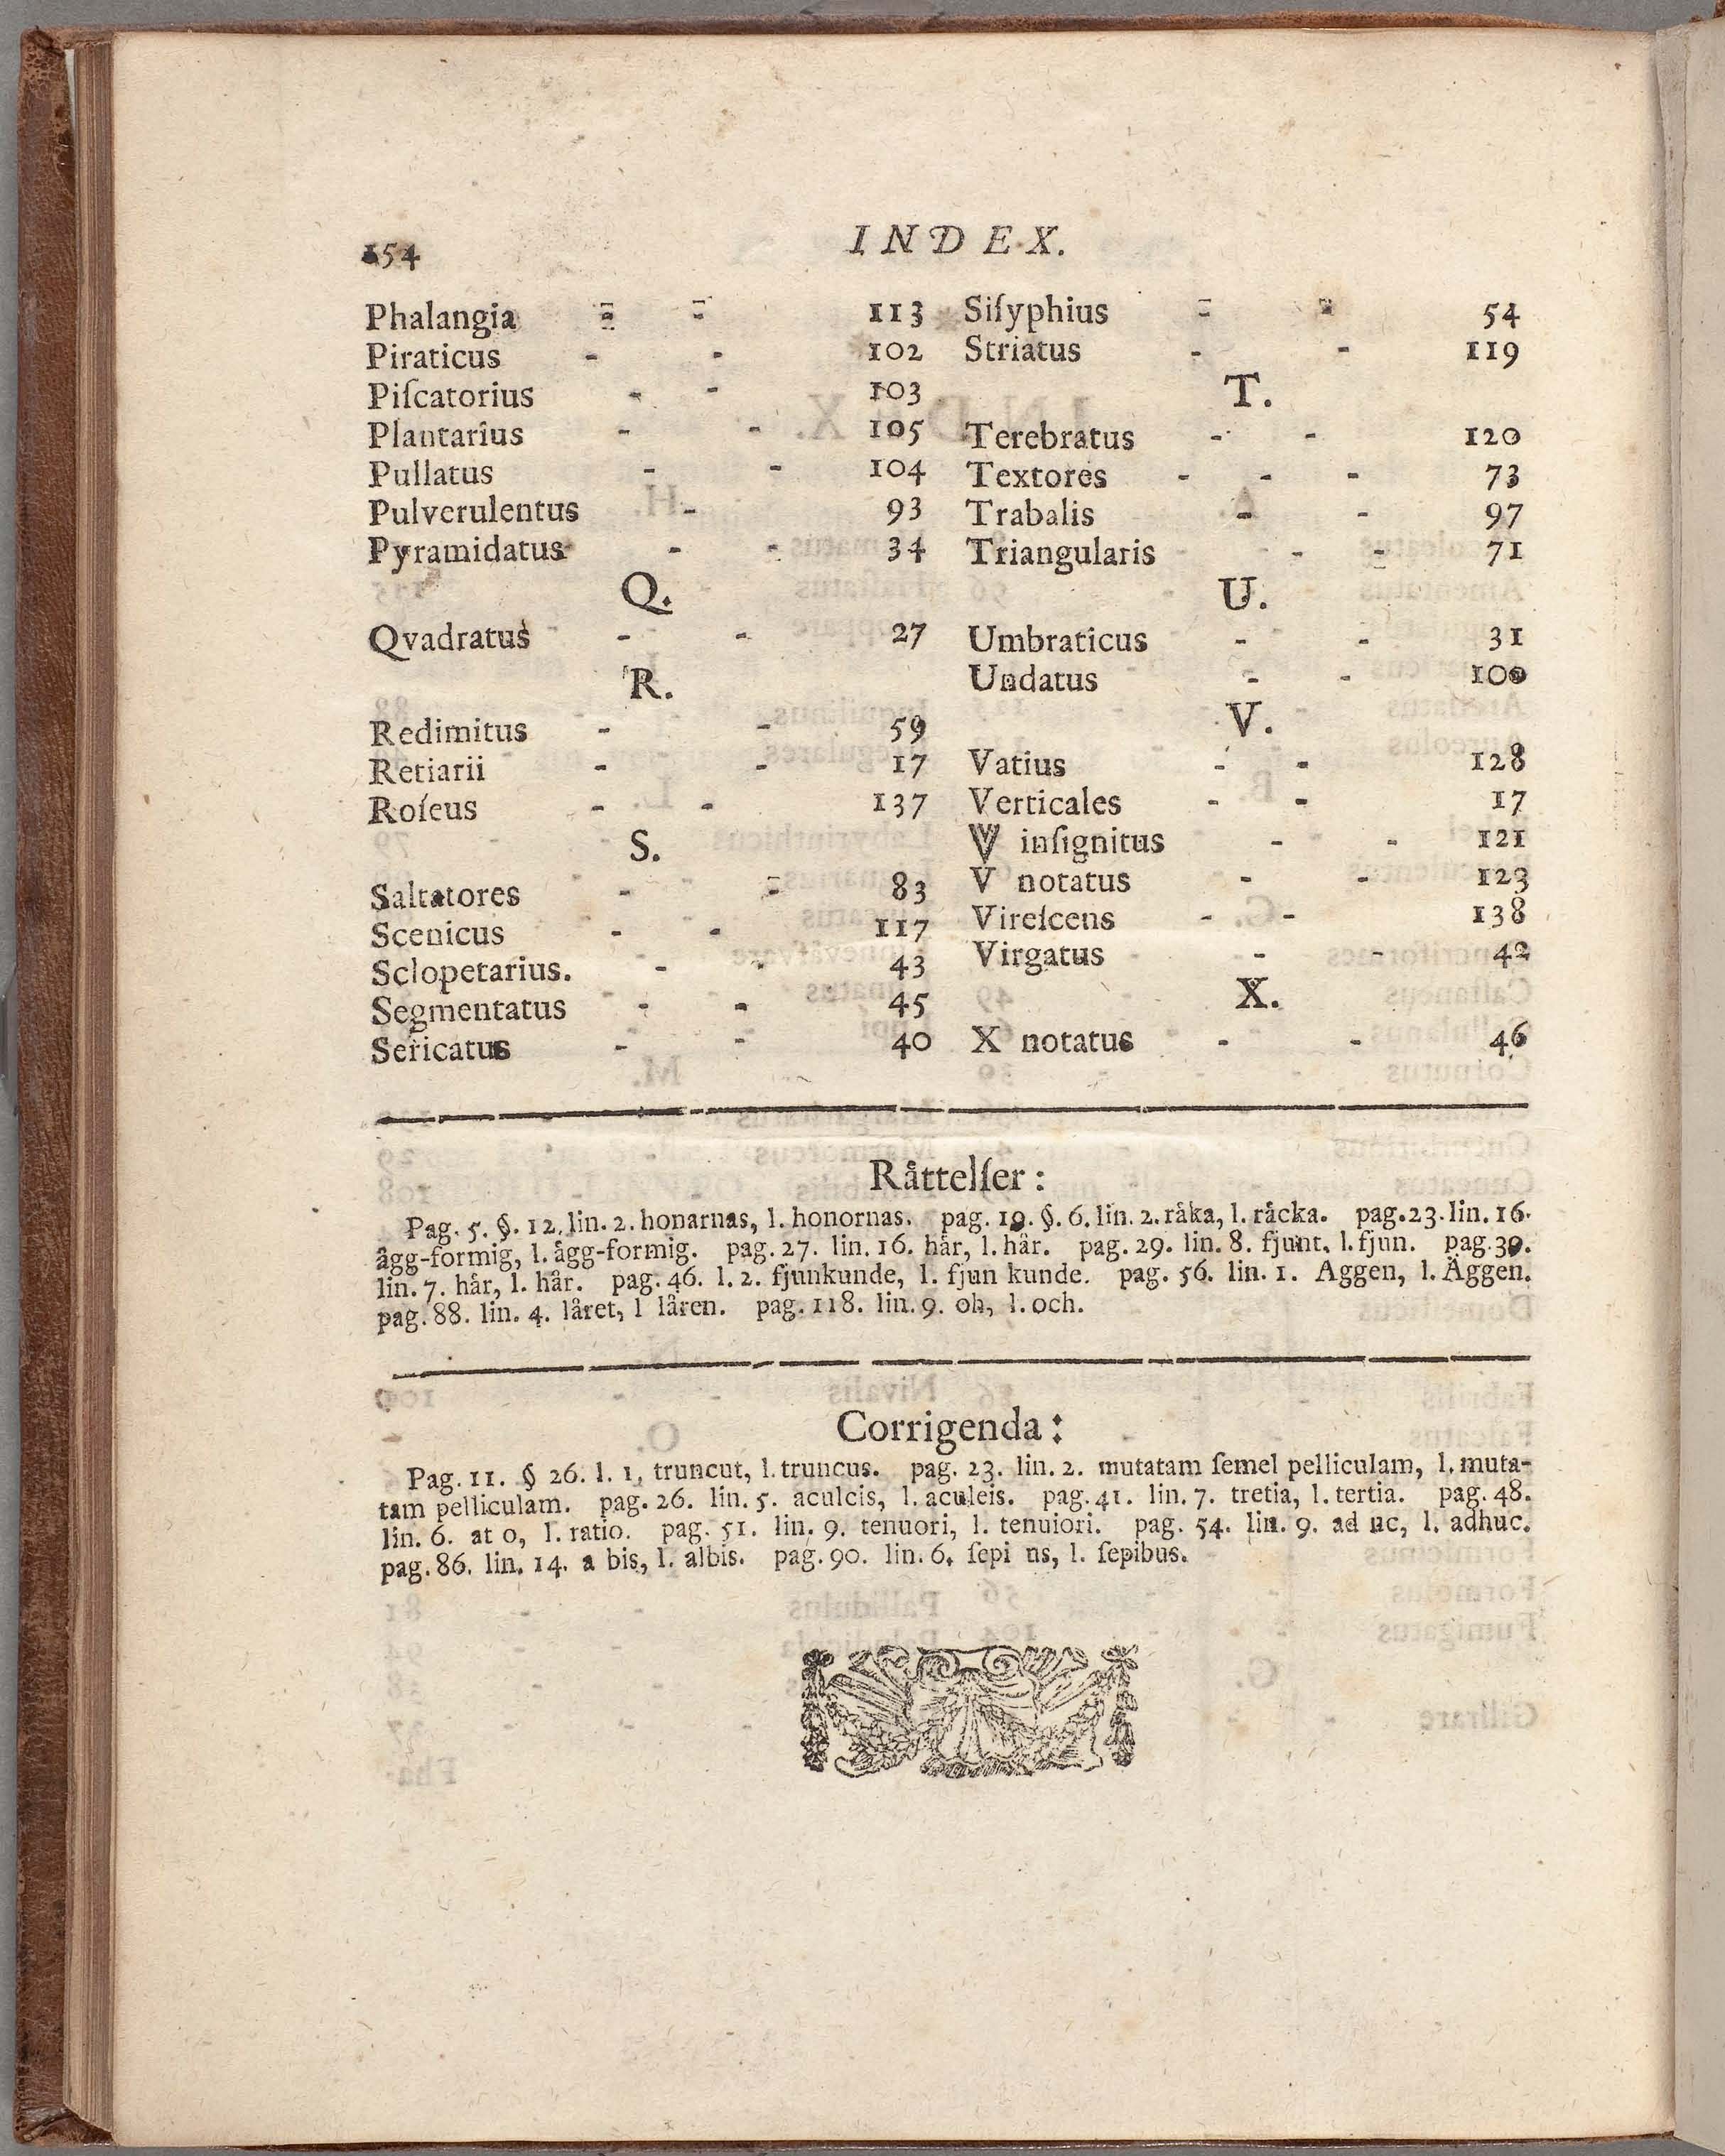 154
INDEX.
Phalangia - - 113
Piraticus - - 102
Piſcatorius - - 103
Plantarius - - 105
Pullatus - - 104
Pulverulentus - 93
Pyramidatus - - 34
Q.
Qvadratus - - 27
R.
Redimitus - - 59
Retiarii - - 17
Roſeus - - 137
S.
Saltatores - - 83
Scenicus - - 117
Sclopetarius. - - 43
Segmentatus - - 45
Sericatus - - 40
Siſyphius - - 54
Striatus - - 119
T.
Terebratus - - 120
Textores - - - 73
Trabalis - - 97
Triangularis - - 71
U.
Umbraticus - - 31
Undatus - - 100
V.
Vatius - - 128
Verticales - - 17
W inſignitus - - 121
V notatus - - 123
Vireſcens - - 138
Virgatus - - 42
X.
X notatus - - 46
Råttelſer:
Pag. 5. §. 12. lin. 2. honarnas, l. honornas. pag. 19. §. 6. lin. 2. råka, l. råcka. pag. 23. lin. 16.
ågg-formig, l. ågg-formig. pag. 27. lin. 16. hår, l. hår. pag. 29. lin. 8. fjunt, l. fjun. pag. 39.
lin. 7. hår, l. hår. pag. 46. l. 2. fjunkunde, l. fjun kunde. pag. 56. lin. 1. Aggen, l. Äggen.
pag. 88. lin. 4. låret, l låren. pag. 118. lin. 9. oh, l. och.
Corrigenda:
Pag. 11. § 26. l. 1, truncut, l. truncus. pag. 23. lin. 2. mutatam ſemel pelliculam, l. muta-
tam pelliculam. pag. 26. lin. 5. aculcis, l. aculeis. pag. 41. lin. 7. tretia, l. tertia. pag. 48.
lin. 6. at o, l. ratio. pag. 51. lin. 9. tenuori, l. tenuiori. pag. 54. lin. 9. ad uc, l. adhuc.
pag. 86. lin. 14. a bis, l. albis. pag. 90. lin. 6. ſepi ns, l. ſepibus.